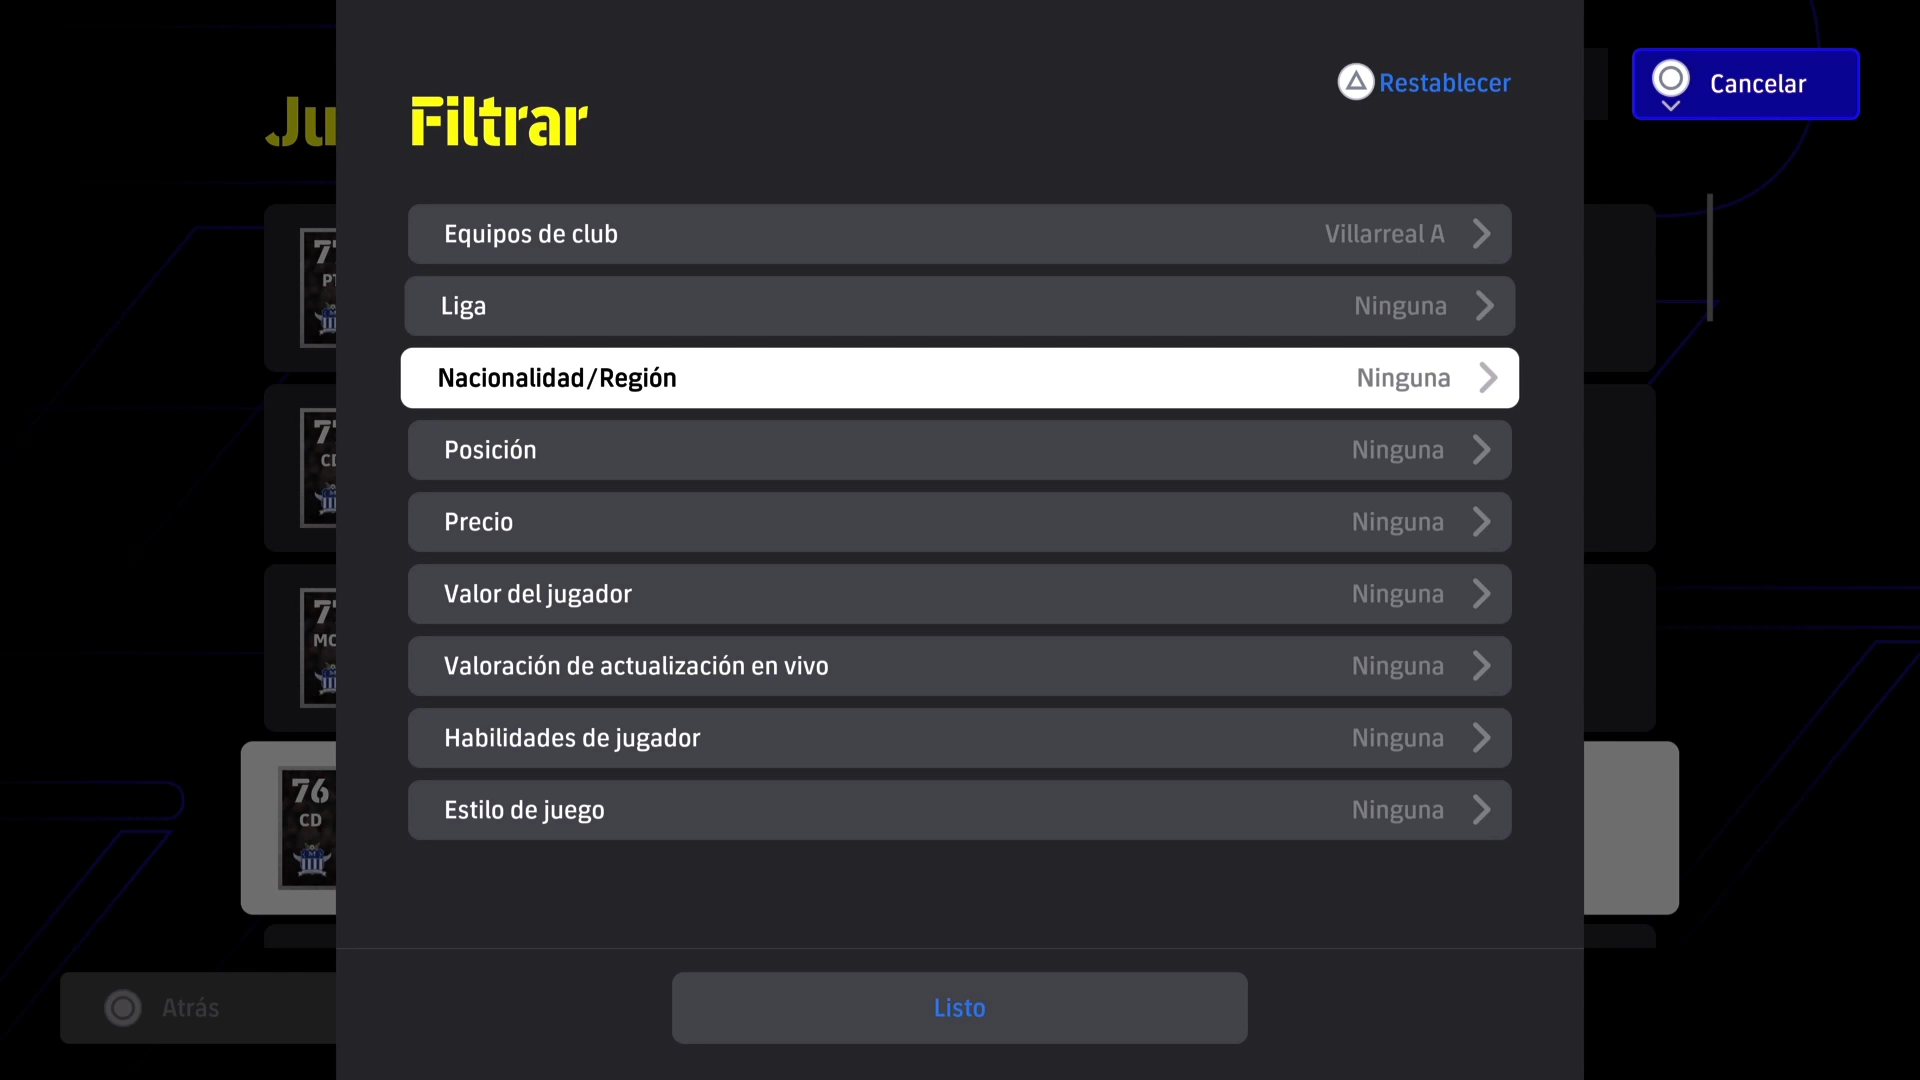 Filtrar
Restablecer
Cancelar
Equipos de club Villarreal A
Liga Ninguna
Nacionalidad/Región Ninguna
Posición Ninguna
Precio Ninguna
Valor del jugador Ninguna
Valoración de actualización en vivo Ninguna
Habilidades de jugador Ninguna
Estilo de juego Ninguna
76
CD
Atrás
Listo